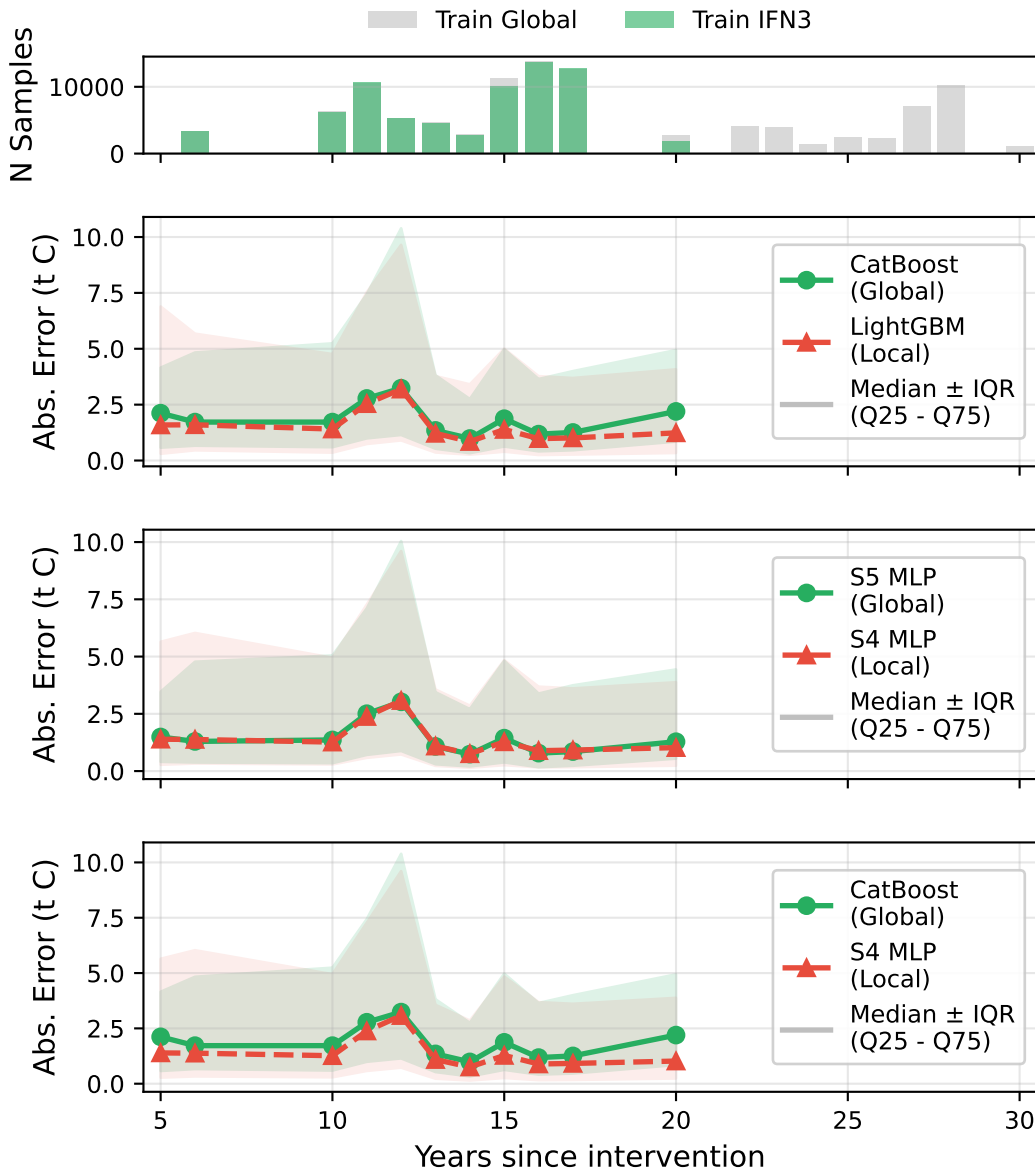 Train Global
Train IFN3
N Samples
10000
0
Abs. Error (t C)
10.0
7.5
5.0
2.5
0.0
CatBoost
(Global)
LightGBM
(Local)
Median ± IQR
(Q25 - Q75)
Abs. Error (t C)
10.0
7.5
5.0
2.5
0.0
S5 MLP
(Global)
S4 MLP
(Local)
Median ± IQR
(Q25 - Q75)
Abs. Error (t C)
10.0
7.5
5.0
2.5
0.0
CatBoost
(Global)
S4 MLP
(Local)
Median ± IQR
(Q25 - Q75)
5 10 15 20 25 30
Years since intervention